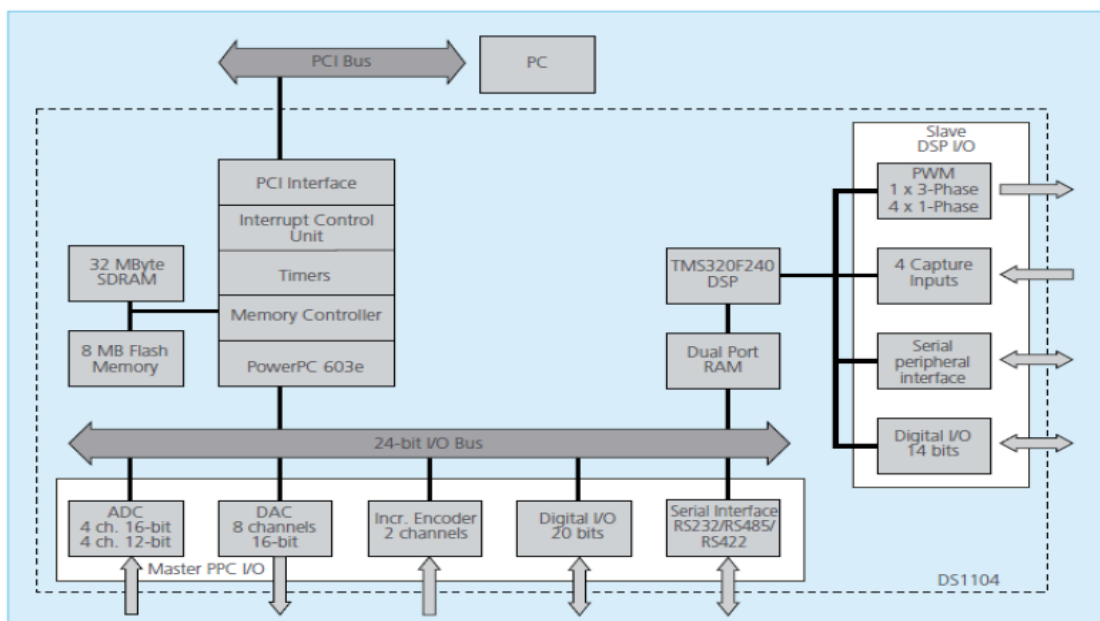 PCI Bus
PC
PCI Interface
Interrupt Control
Unit
Timers
Memory Controller
PowerPC 603e
32 MByte
SDRAM
8 MB Flash
Memory
TMS320F240
DSP
Dual Port
RAM
Slave
DSP I/O
PWM
1 x 3-Phase
4 x 1-Phase
4 Capture
Inputs
Serial
peripheral
interface
Digital I/O
14 bits
24-bit I/O Bus
ADC
4 ch. 16-bit
4 ch. 12-bit
DAC
8 channels
16-bit
Incr. Encoder
2 channels
Digital I/O
20 bits
Serial Interface
RS232/RS485/
RS422
Master PPC I/O
DS1104